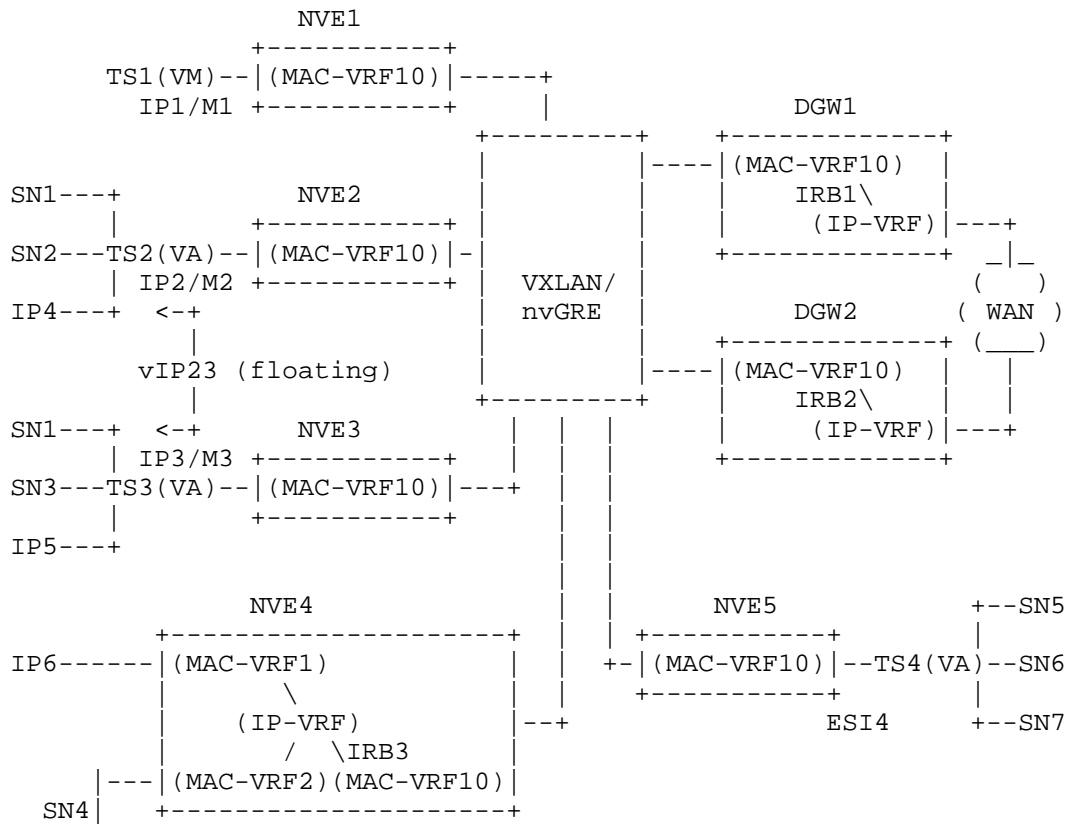 NVE1
TS1(VM)--|(MAC-VRF10)|-----+
IP1/M1 DGW1
(MAC-VRF10)
SN1---+ NVE2 IRB1\
(IP-VRF)|---+
SN2---TS2(VA)--|(MAC-VRF10)|-| _|_
IP2/M2 VXLAN/ ( )
IP4---+ <-+ nvGRE DGW2 ( WAN )
(___)
vIP23 (floating) |----|(MAC-VRF10)
IRB2\
SN1---+ <-+ NVE3 (IP-VRF)|---+
IP3/M3
SN3---TS3(VA)--|(MAC-VRF10)|---+
IP5---+
NVE4 NVE5 +--SN5
IP6------|(MAC-VRF1) +-|(MAC-VRF10)|--TS4(VA)--SN6
\
(IP-VRF) |--+ ESI4 +--SN7
/ \IRB3
|---|(MAC-VRF2)(MAC-VRF10)|
SN4|